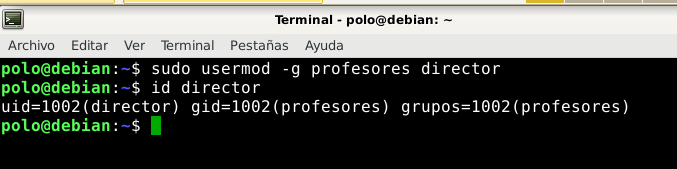 Terminal - polo@debian: ~
Archivo Editar Ver Terminal Pestañas Ayuda
polo@debian:~$ sudo usermod -g profesores director
polo@debian:~$ id director
uid=1002(director) gid=1002(profesores) grupos=1002(profesores)
polo@debian:~$